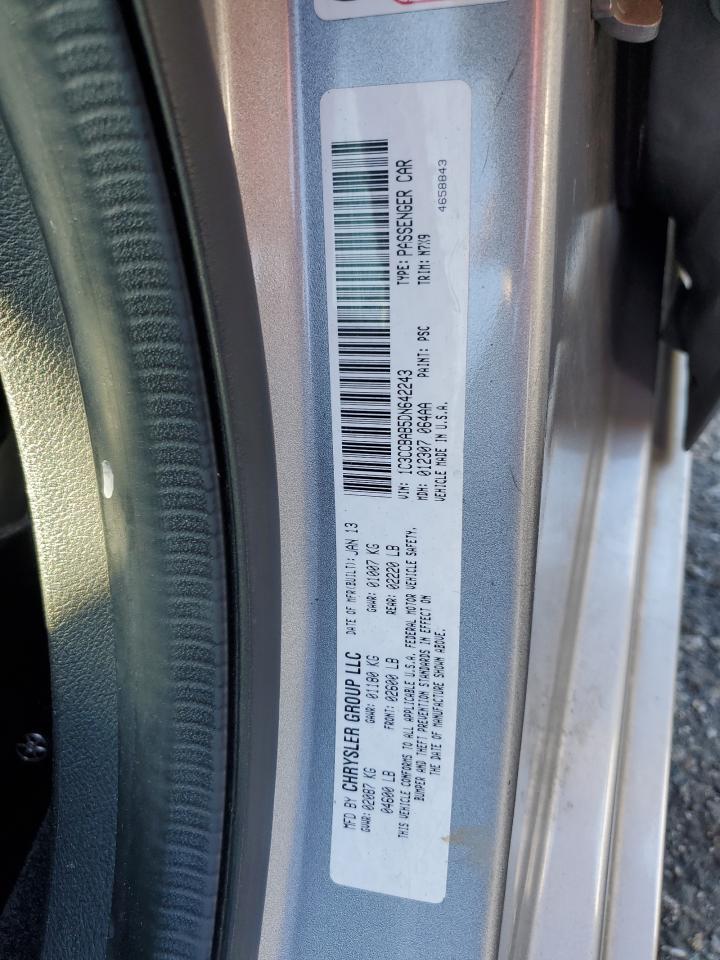 MFD BY CHRYSLER GROUP LLC DATE OF MFR(BUILT): JAN 13
GVWR: 02087 KG GAWR: 01180 KG GAWR: 01007 KG
04600 LB FRONT: 02600 LB REAR: 02220 LB
THIS VEHICLE CONFORMS TO ALL APPLICABLE U.S.A. FEDERAL MOTOR VEHICLE SAFETY,
BUMPER AND THEFT PREVENTION STANDARDS IN EFFECT ON
THE DATE OF MANUFACTURE SHOWN ABOVE.
VIN: 1C3CCBAB5DN642243 TYPE: PASSENGER CAR
MDH: 012307 064AA PAINT: PSC TRIM: N7X9
VEHICLE MADE IN U.S.A.
4658843